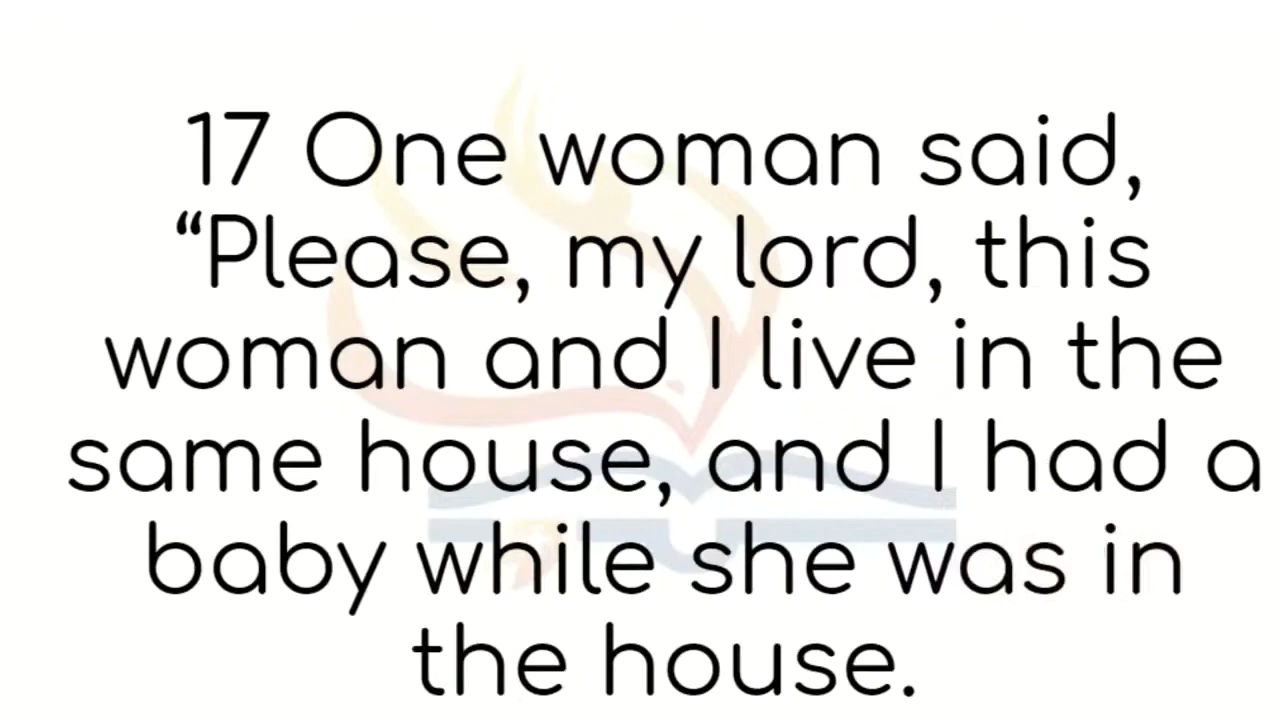 17 One woman said,
“Please, my lord, this
woman and I live in the
same house, and I had a
baby while she was in
the house.